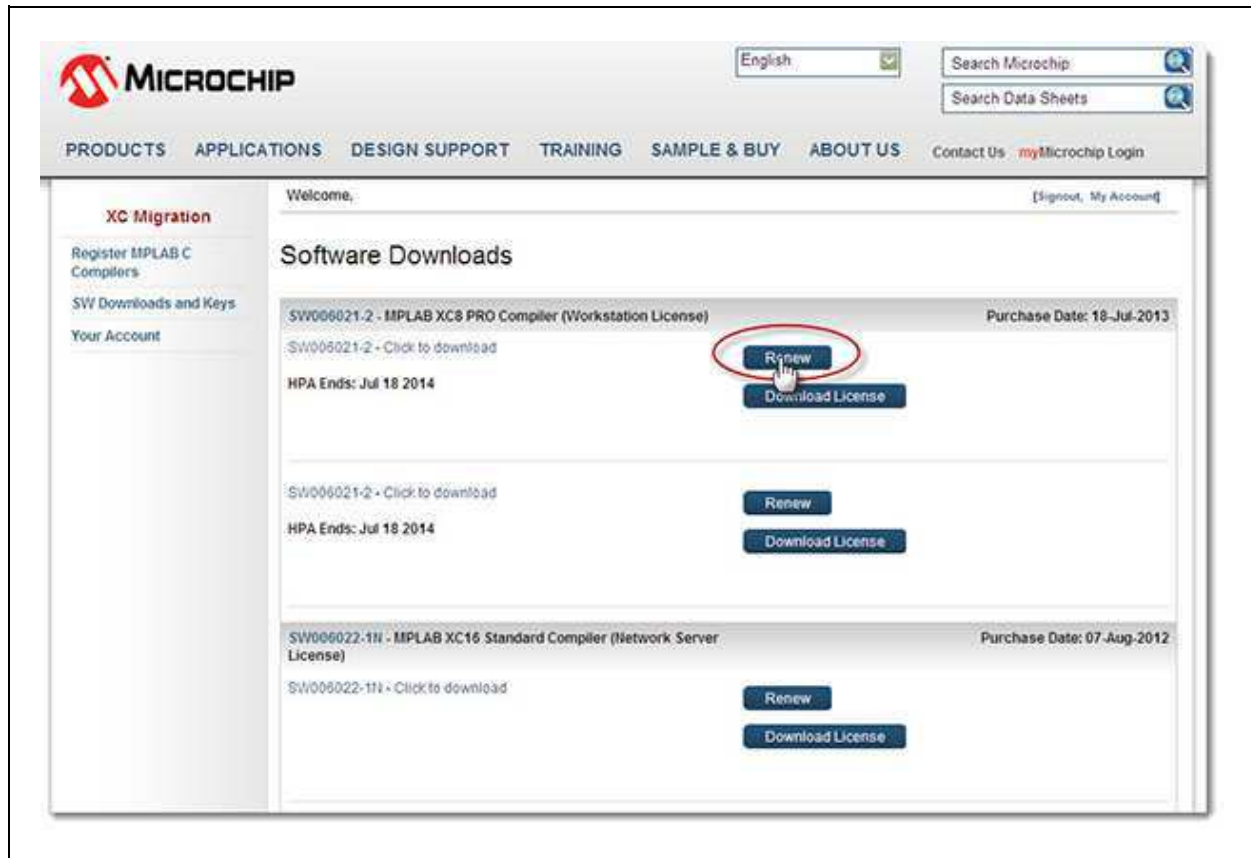 MICROCHIP
English
Search Microchip
Search Data Sheets
PRODUCTS APPLICATIONS DESIGN SUPPORT TRAINING SAMPLE & BUY ABOUT US Contact Us myMicrochip Login
XC Migration
Register MPLAB C
Compilers
SW Downloads and Keys
Your Account
Welcome,
[Signout, My Account]
Software Downloads
SW006021-2 - MPLAB XC8 PRO Compiler (Workstation License) Purchase Date: 18-Jul-2013
SW006021-2 - Click to download
Renew
HPA Ends: Jul 18 2014
Download License
SW006021-2 - Click to download
Renew
HPA Ends: Jul 18 2014
Download License
SW006022-1N - MPLAB XC16 Standard Compiler (Network Server
License)
Purchase Date: 07-Aug-2012
SW006022-1N - Click to download
Renew
Download License